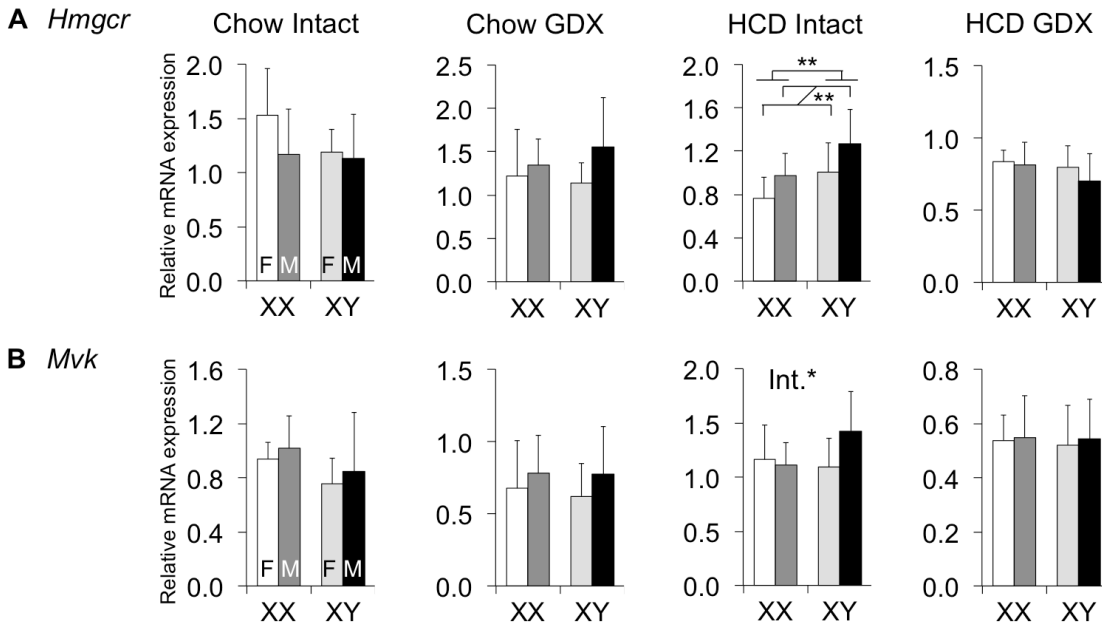 A Hmgcr Chow Intact Chow GDX HCD Intact HCD GDX
Relative mRNA expression
2.0 1.5 1.0 0.5 0.0
F M F M
XX XY
2.5 2.0 1.5 1.0 0.5 0.0
XX XY
2.0 1.6 1.2 0.8 0.4 0.0
**
**
XX XY
1.5 1.0 0.5 0.0
XX XY
B Mvk
Relative mRNA expression
1.6 1.2 0.8 0.4 0.0
F M F M
XX XY
1.5 1.0 0.5 0.0
XX XY
2.0 1.5 1.0 0.5 0.0
Int.*
XX XY
0.8 0.6 0.4 0.2 0.0
XX XY